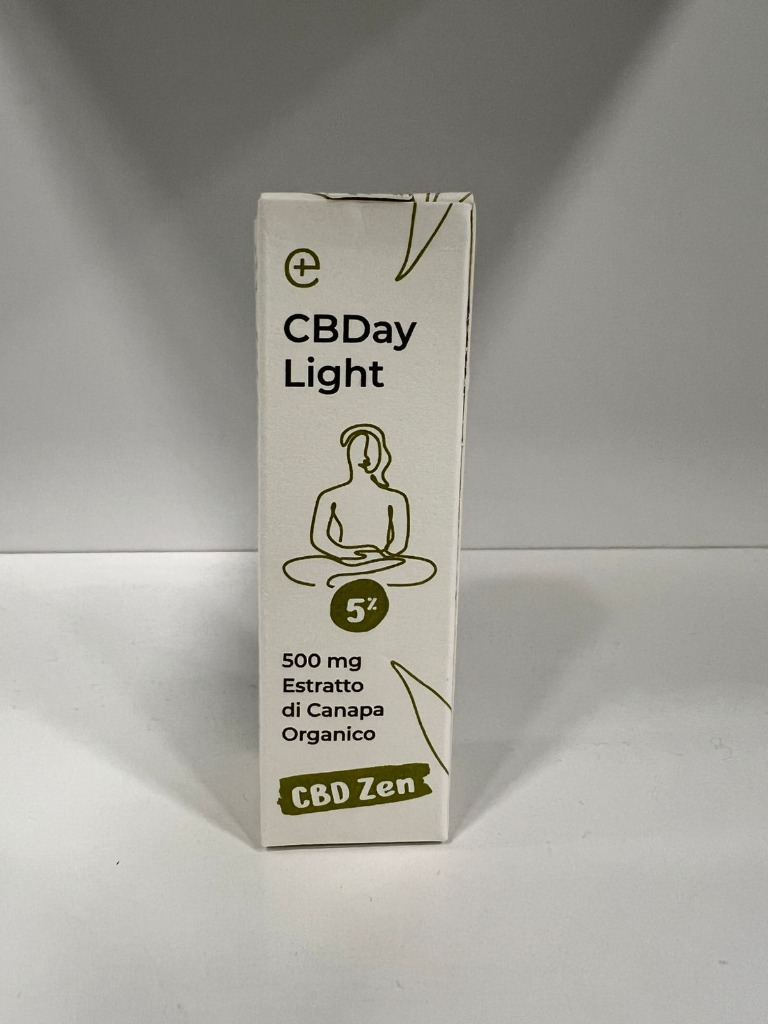 CBDay
Light
5%
500 mg
Estratto
di Canapa
Organico
CBD Zen